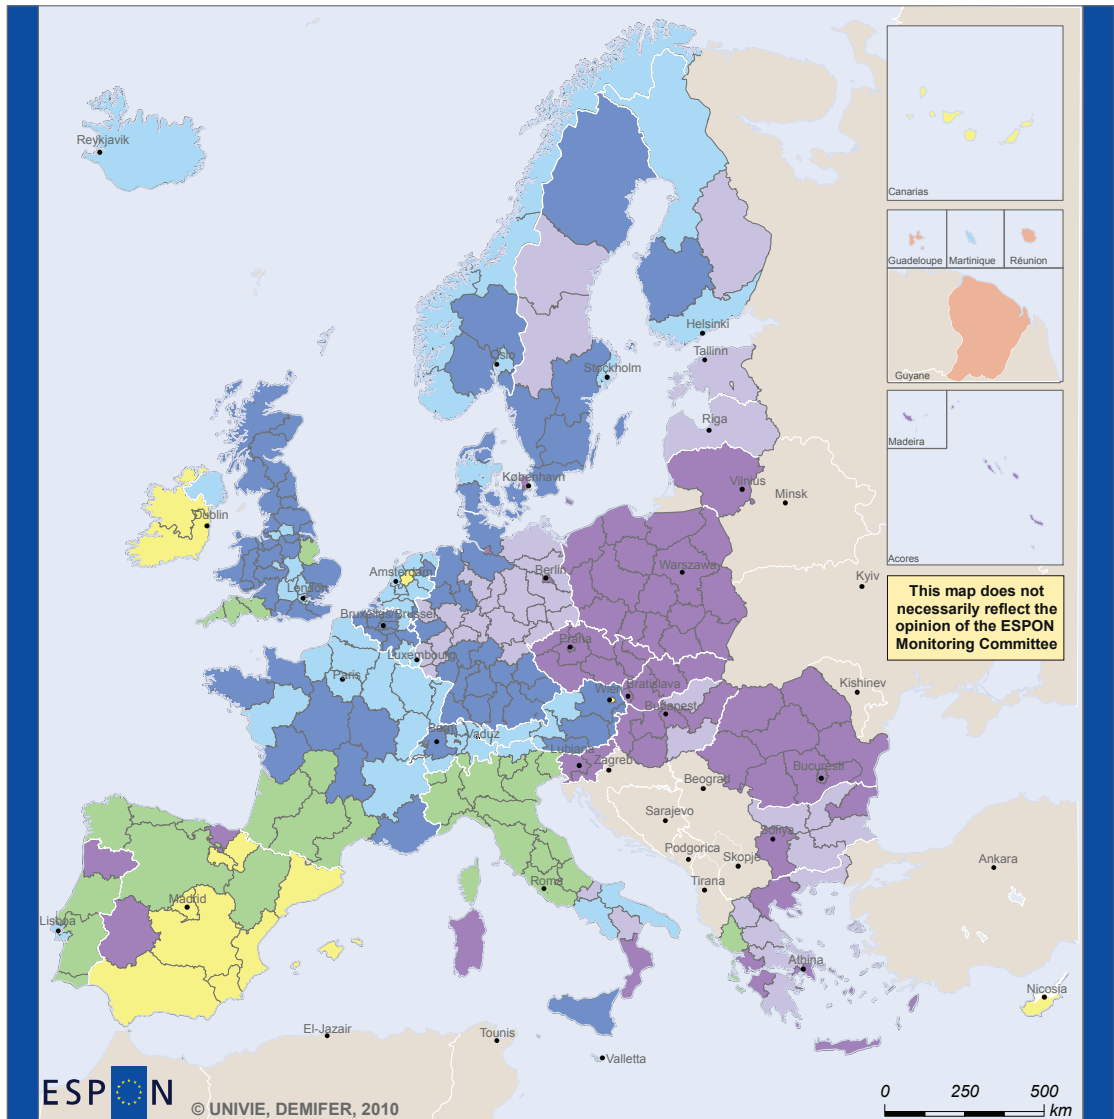 Reykjavik
Canarias
Guadeloupe
Martinique
Réunion
Guyane
Madeira
Acores
Helsinki
Tallinn
Oslo
Stockholm
Riga
København
Vilnius
Minsk
Dublin
Amsterdam
Berlin
Warszawa
Kyiv
London
Bruxelles/Brussel
This map does not
necessarily reflect the
opinion of the ESPON
Monitoring Committee
Luxembourg
Praha
Paris
Kishinev
Wien
Bratislava
Budapest
Bern
Vaduz
Lubjana
Zagreb
Bucuresti
Beograd
Sarajevo
Sofiya
Podgorica
Skopje
Ankara
Roma
Tirana
Madrid
Lisboa
Athina
Nicosia
El-Jazair
Tounis
Valletta
ESPON
© UNIVIE, DEMIFER, 2010
0 250 500
km